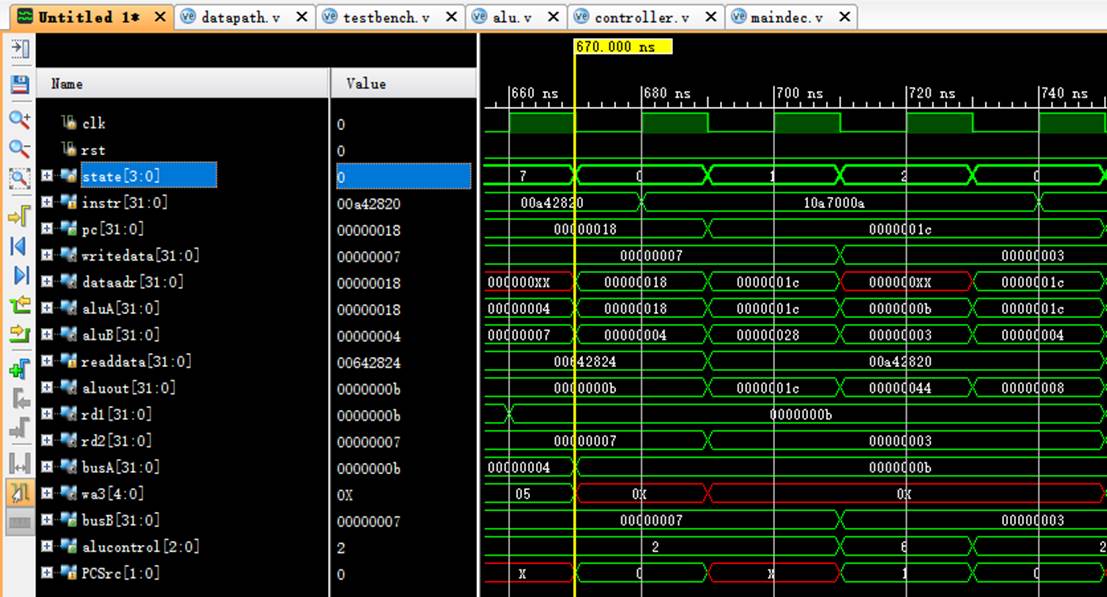 Untitled 1* datapath.v testbench.v alu.v controller.v maindec.v
670.000 ns
Name Value
660 ns 680 ns 700 ns 720 ns 740 ns
clk 0
rst 0
state[3:0] 0 7 0 1 2 0
instr[31:0] 00a42820 00a42820 10a7000a
pc[31:0] 00000018 00000018 0000001c
writedata[31:0] 00000007 00000007 00000003
dataadr[31:0] 00000018 000000XX 00000018 0000001c 000000XX 0000001c
aluA[31:0] 00000018 00000004 00000018 0000001c 0000000b 0000001c
aluB[31:0] 00000004 00000007 00000004 00000028 00000003 00000004
readdata[31:0] 00642824 00642824 00a42820
aluout[31:0] 0000000b 0000000b 0000001c 00000044 00000008
rd1[31:0] 0000000b 0000000b
rd2[31:0] 00000007 00000007 00000003
busA[31:0] 0000000b 00000004 0000000b
wa3[4:0] 0X 05 0X 0X
busB[31:0] 00000007 00000007 00000003
alucontrol[2:0] 2 2 6 2
PCSrc[1:0] 0 X 0 X 1 0